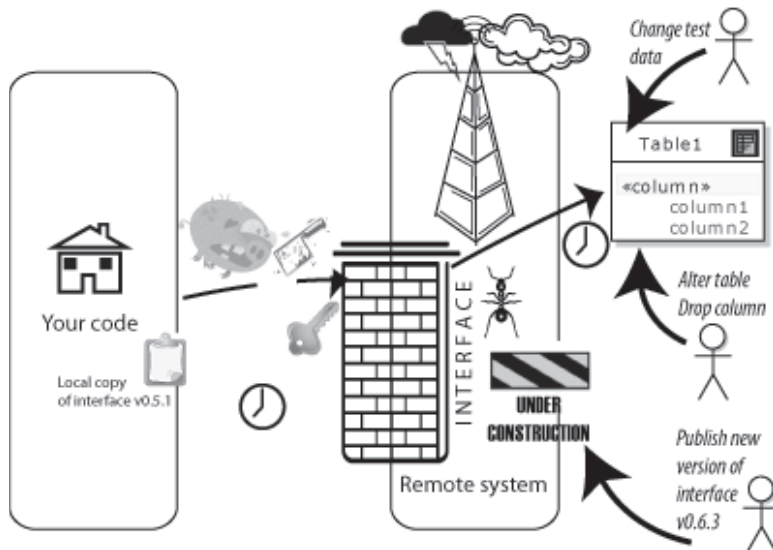 Change test
data
Table1
«column»
column1
column2
Your code
Local copy
of interface v0.5.1
INTERFACE
Alter table
Drop column
UNDER
CONSTRUCTION
Remote system
Publish new
version of
interface
v0.6.3